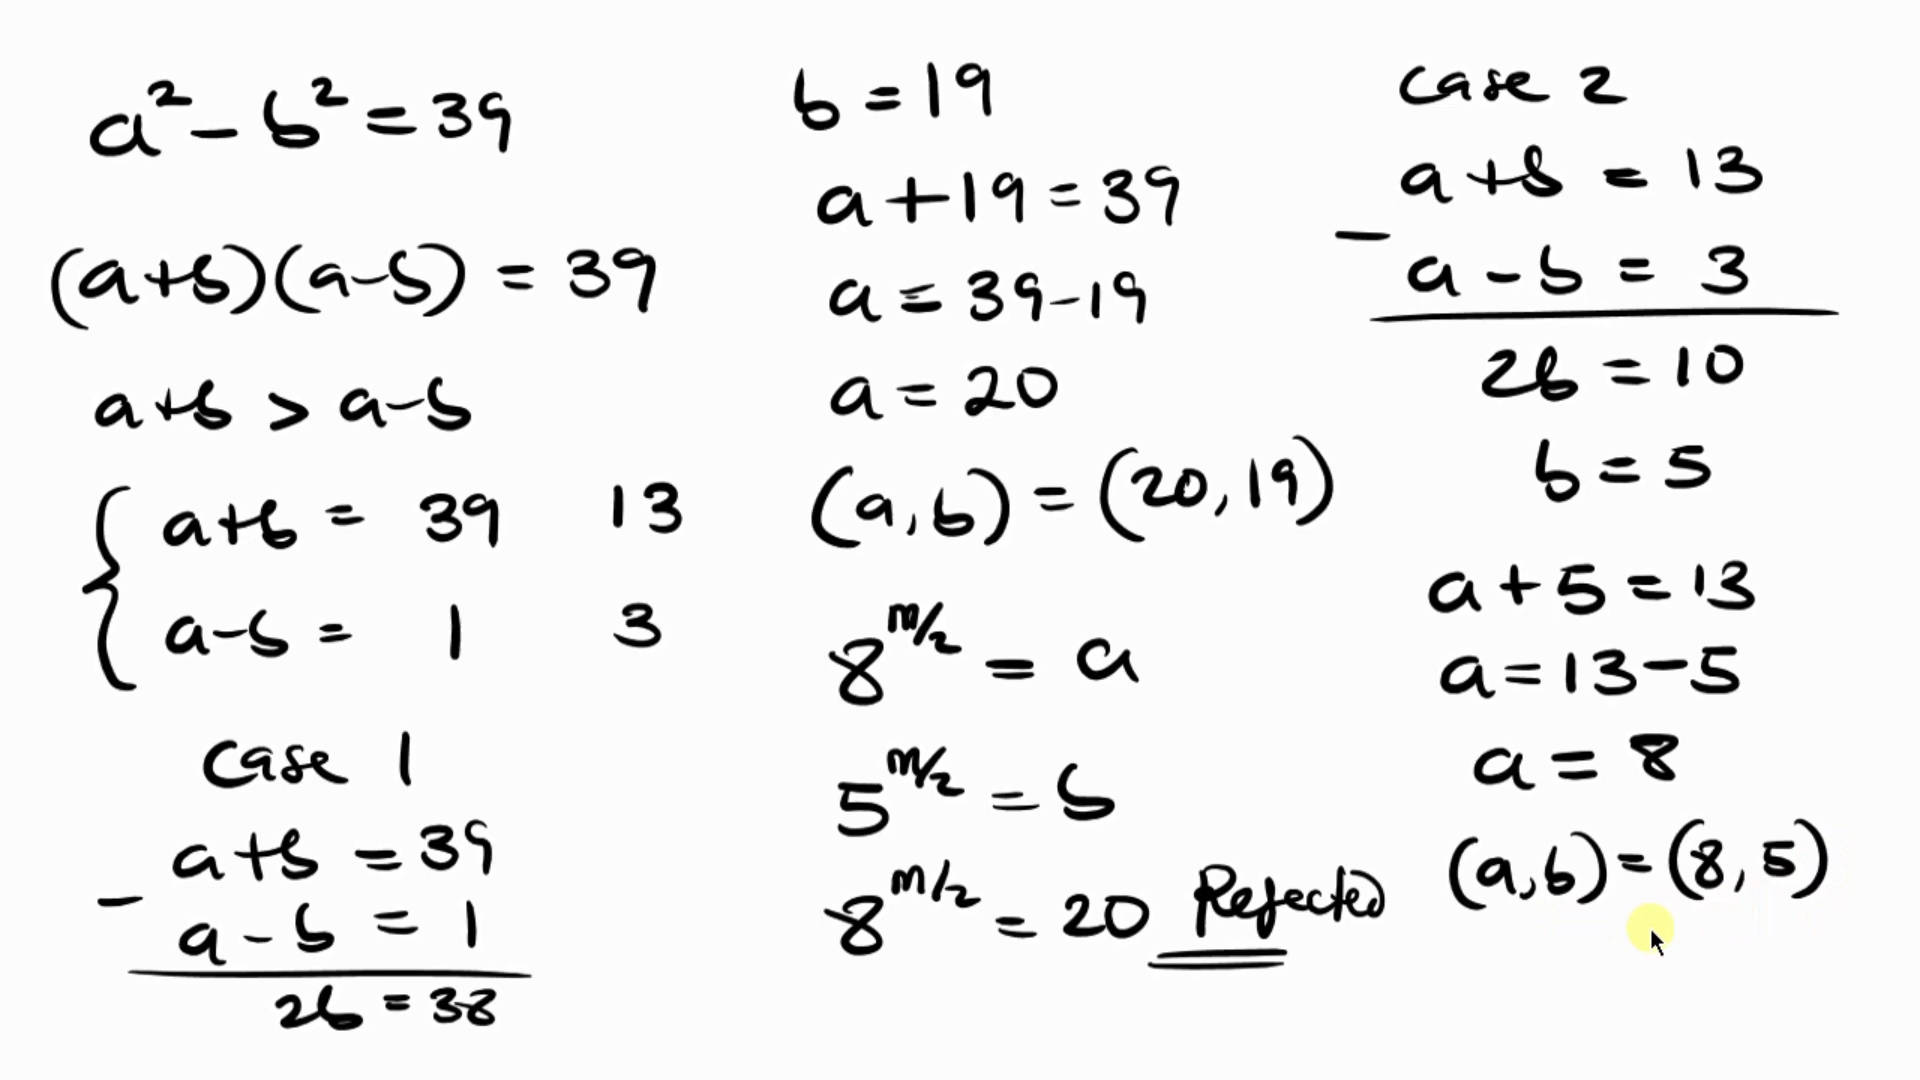 a² - b² = 39
(a+b)(a-b) = 39
a+b > a-b
a+b = 39 13
a-b = 1 3
case 1
a+b = 39
- a-b = 1
2b = 38
b = 19
a+19 = 39
a = 39-19
a = 20
(a,b) = (20,19)
8^{m/2} = a
5^{m/2} = b
8^{m/2} = 20 Rejected
case 2
a+b = 13
- a-b = 3
2b = 10
b = 5
a+5 = 13
a = 13-5
a = 8
(a,b) = (8,5)